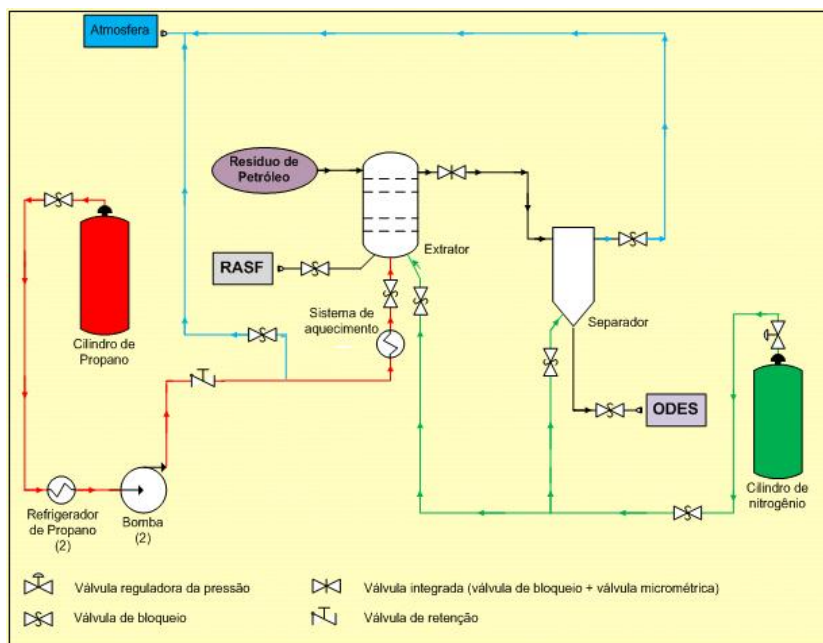 Atmosfera
Resíduo de
Petróleo
Extrator
RASF
Cilindro de
Propano
Sistema de
aquecimento
Separador
ODES
Cilindro de
nitrogênio
Refrigerador
de Propano
(2)
Bomba
(2)
Válvula reguladora da pressão
Válvula integrada (válvula de bloqueio + válvula micrométrica)
Válvula de bloqueio
Válvula de retenção